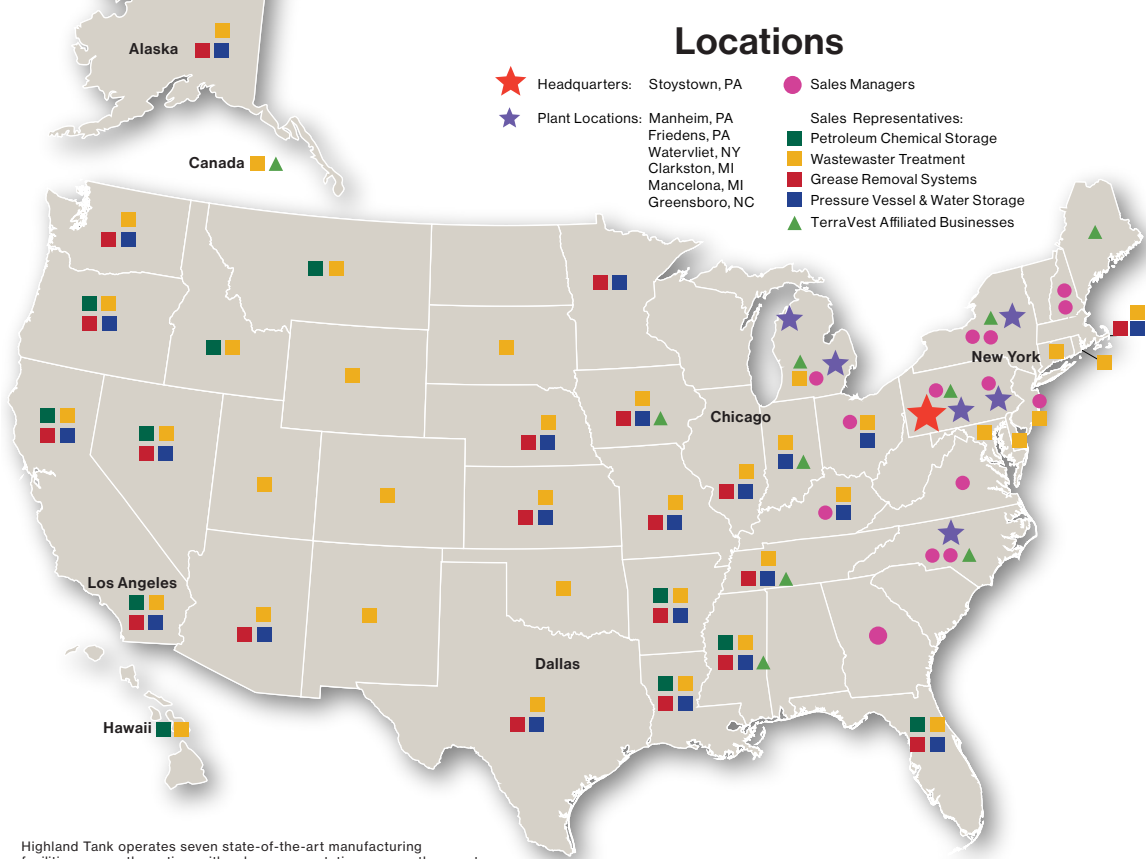 Locations
Alaska
Headquarters: Stoystown, PA
Plant Locations: Manheim, PA
Friedens, PA
Watervliet, NY
Clarkston, MI
Mancelona, MI
Greensboro, NC
Sales Managers
Sales Representatives:
Petroleum Chemical Storage
Wastewaster Treatment
Grease Removal Systems
Pressure Vessel & Water Storage
TerraVest Affiliated Businesses
Canada
New York
Chicago
Los Angeles
Dallas
Hawaii
Highland Tank operates seven state-of-the-art manufacturing